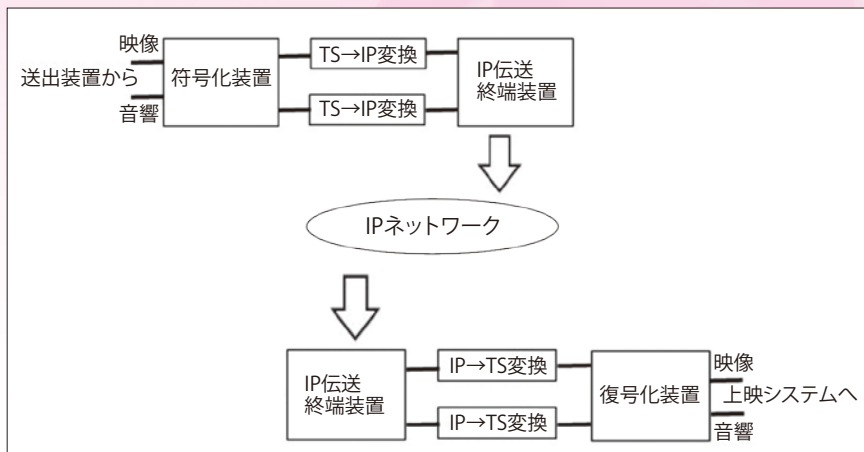 映像
送出装置から
音響
符号化装置
TS→IP変換
TS→IP変換
IP伝送
終端装置
IPネットワーク
IP伝送
終端装置
IP→TS変換
IP→TS変換
復号化装置
映像
上映システムへ
音響